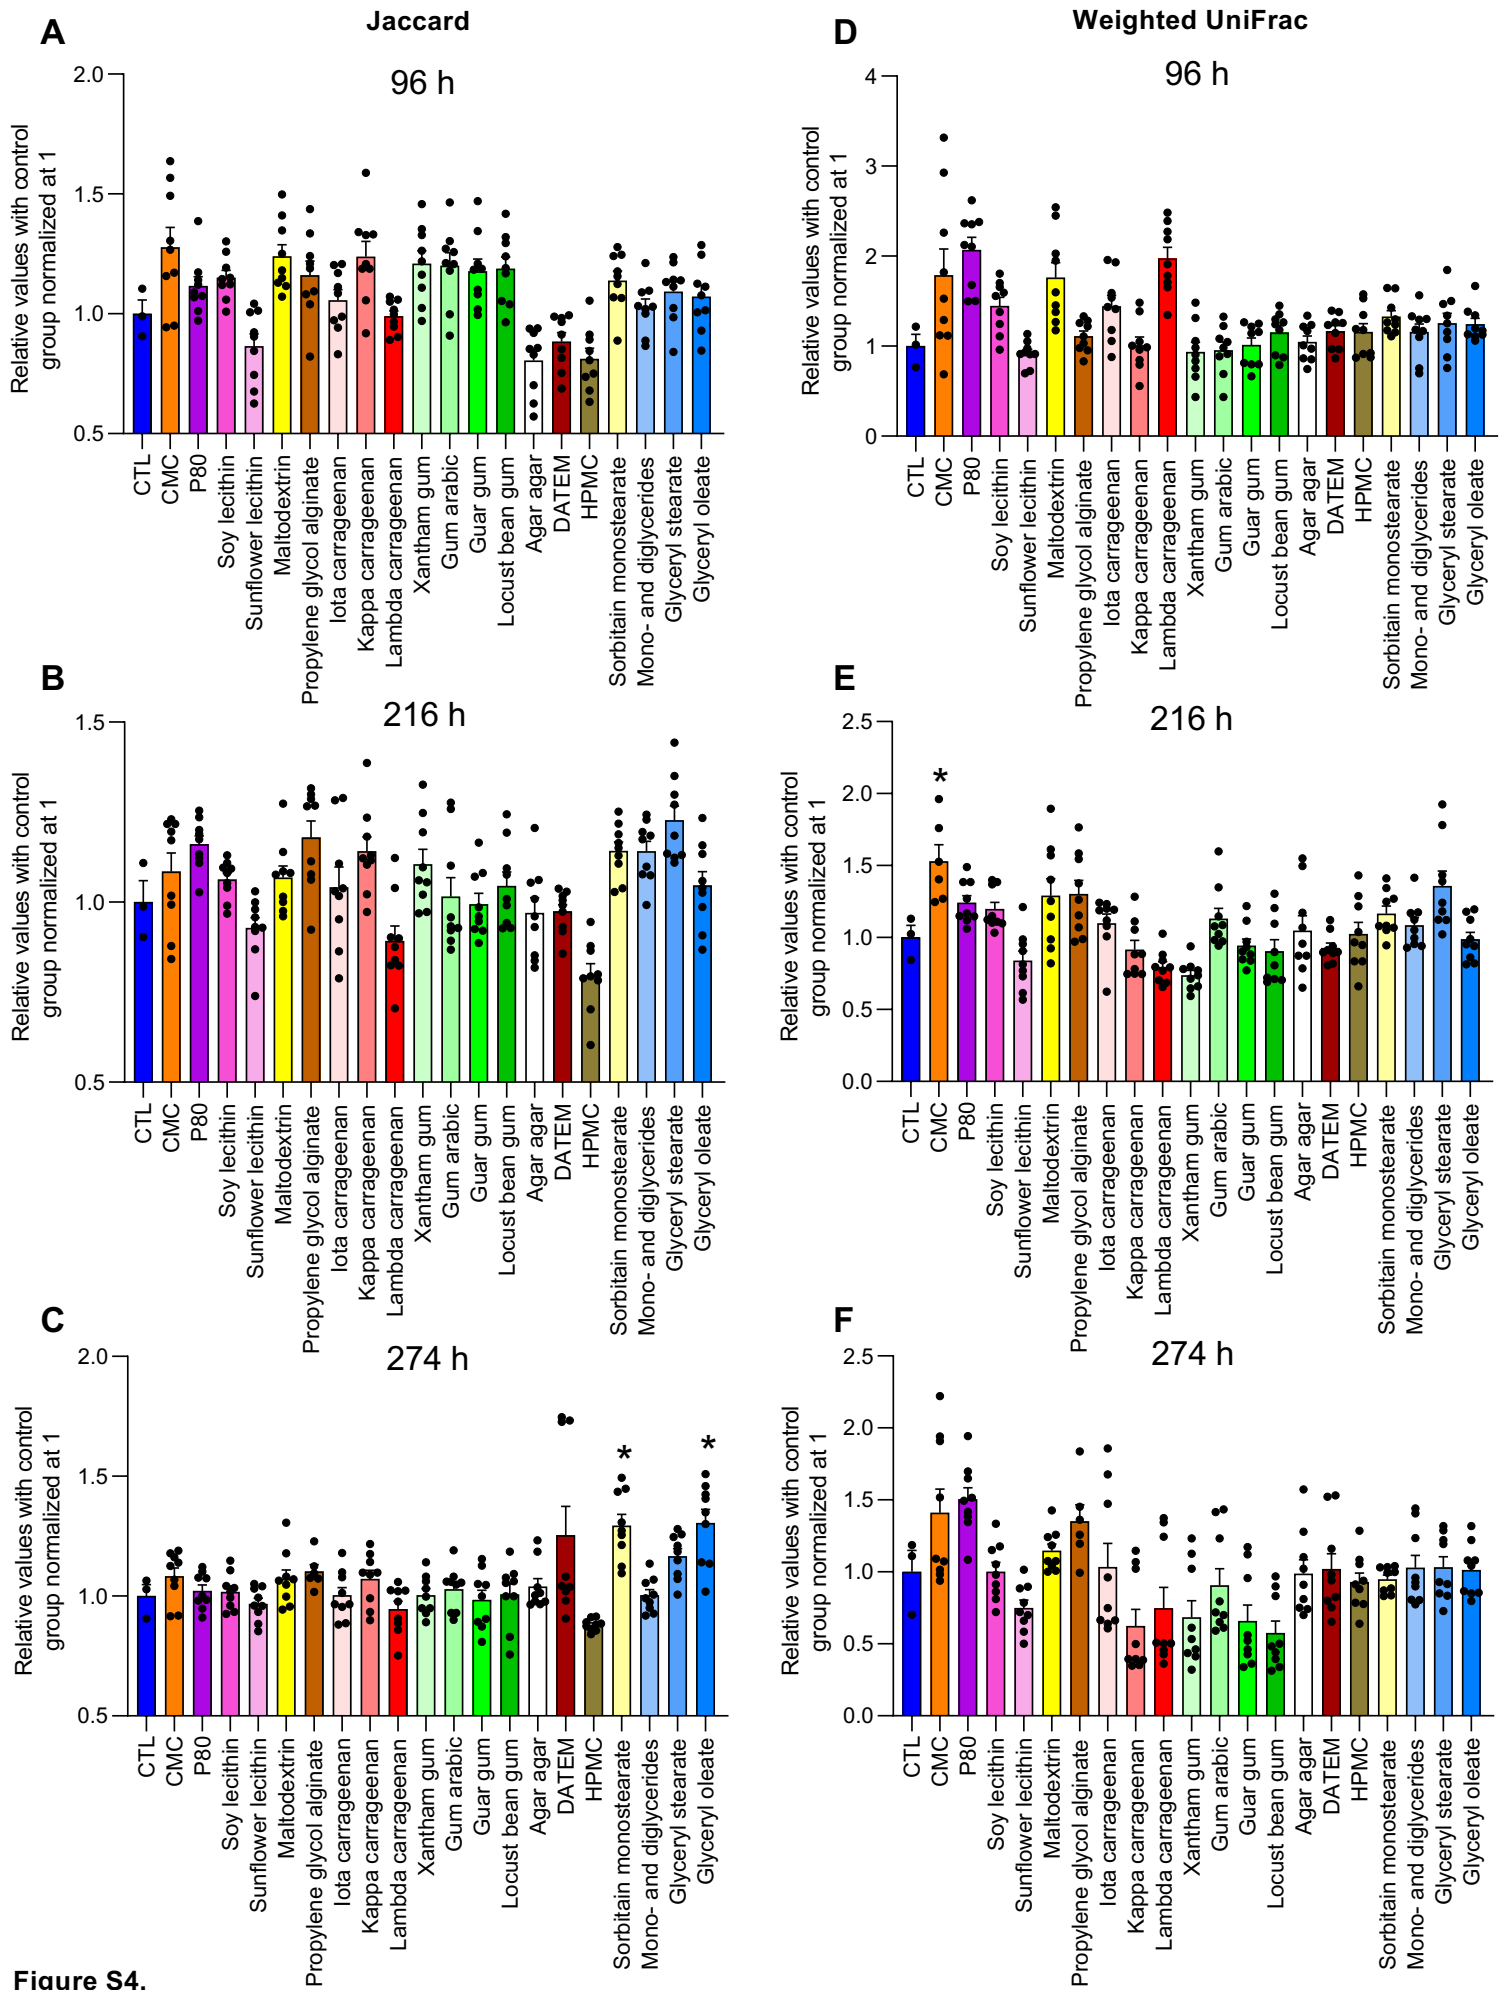 Jaccard
Weighted UniFrac
A
96 h
Relative values with control
group normalized at 1
2.0
1.5
1.0
0.5
CTL
CMC
P80
Soy lecithin
Sunflower lecithin
Maltodextrin
Propylene glycol alginate
Iota carrageenan
Kappa carrageenan
Lambda carrageenan
Xantham gum
Gum arabic
Guar gum
Locust bean gum
Agar agar
DATEM
HPMC
Sorbitain monostearate
Mono- and diglycerides
Glyceryl stearate
Glyceryl oleate
D
96 h
Relative values with control
group normalized at 1
4
3
2
1
0
CTL
CMC
P80
Soy lecithin
Sunflower lecithin
Maltodextrin
Propylene glycol alginate
Iota carrageenan
Kappa carrageenan
Lambda carrageenan
Xantham gum
Gum arabic
Guar gum
Locust bean gum
Agar agar
DATEM
HPMC
Sorbitain monostearate
Mono- and diglycerides
Glyceryl stearate
Glyceryl oleate
B
216 h
Relative values with control
group normalized at 1
1.5
1.0
0.5
CTL
CMC
P80
Soy lecithin
Sunflower lecithin
Maltodextrin
Propylene glycol alginate
Iota carrageenan
Kappa carrageenan
Lambda carrageenan
Xantham gum
Gum arabic
Guar gum
Locust bean gum
Agar agar
DATEM
HPMC
Sorbitain monostearate
Mono- and diglycerides
Glyceryl stearate
Glyceryl oleate
E
216 h
Relative values with control
group normalized at 1
2.5
2.0
1.5
1.0
0.5
0.0
*
CTL
CMC
P80
Soy lecithin
Sunflower lecithin
Maltodextrin
Propylene glycol alginate
Iota carrageenan
Kappa carrageenan
Lambda carrageenan
Xantham gum
Gum arabic
Guar gum
Locust bean gum
Agar agar
DATEM
HPMC
Sorbitain monostearate
Mono- and diglycerides
Glyceryl stearate
Glyceryl oleate
C
274 h
Relative values with control
group normalized at 1
2.0
1.5
1.0
0.5
*
*
CTL
CMC
P80
Soy lecithin
Sunflower lecithin
Maltodextrin
Propylene glycol alginate
Iota carrageenan
Kappa carrageenan
Lambda carrageenan
Xantham gum
Gum arabic
Guar gum
Locust bean gum
Agar agar
DATEM
HPMC
Sorbitain monostearate
Mono- and diglycerides
Glyceryl stearate
Glyceryl oleate
F
274 h
Relative values with control
group normalized at 1
2.5
2.0
1.5
1.0
0.5
0.0
CTL
CMC
P80
Soy lecithin
Sunflower lecithin
Maltodextrin
Propylene glycol alginate
Iota carrageenan
Kappa carrageenan
Lambda carrageenan
Xantham gum
Gum arabic
Guar gum
Locust bean gum
Agar agar
DATEM
HPMC
Sorbitain monostearate
Mono- and diglycerides
Glyceryl stearate
Glyceryl oleate
Figure S4.